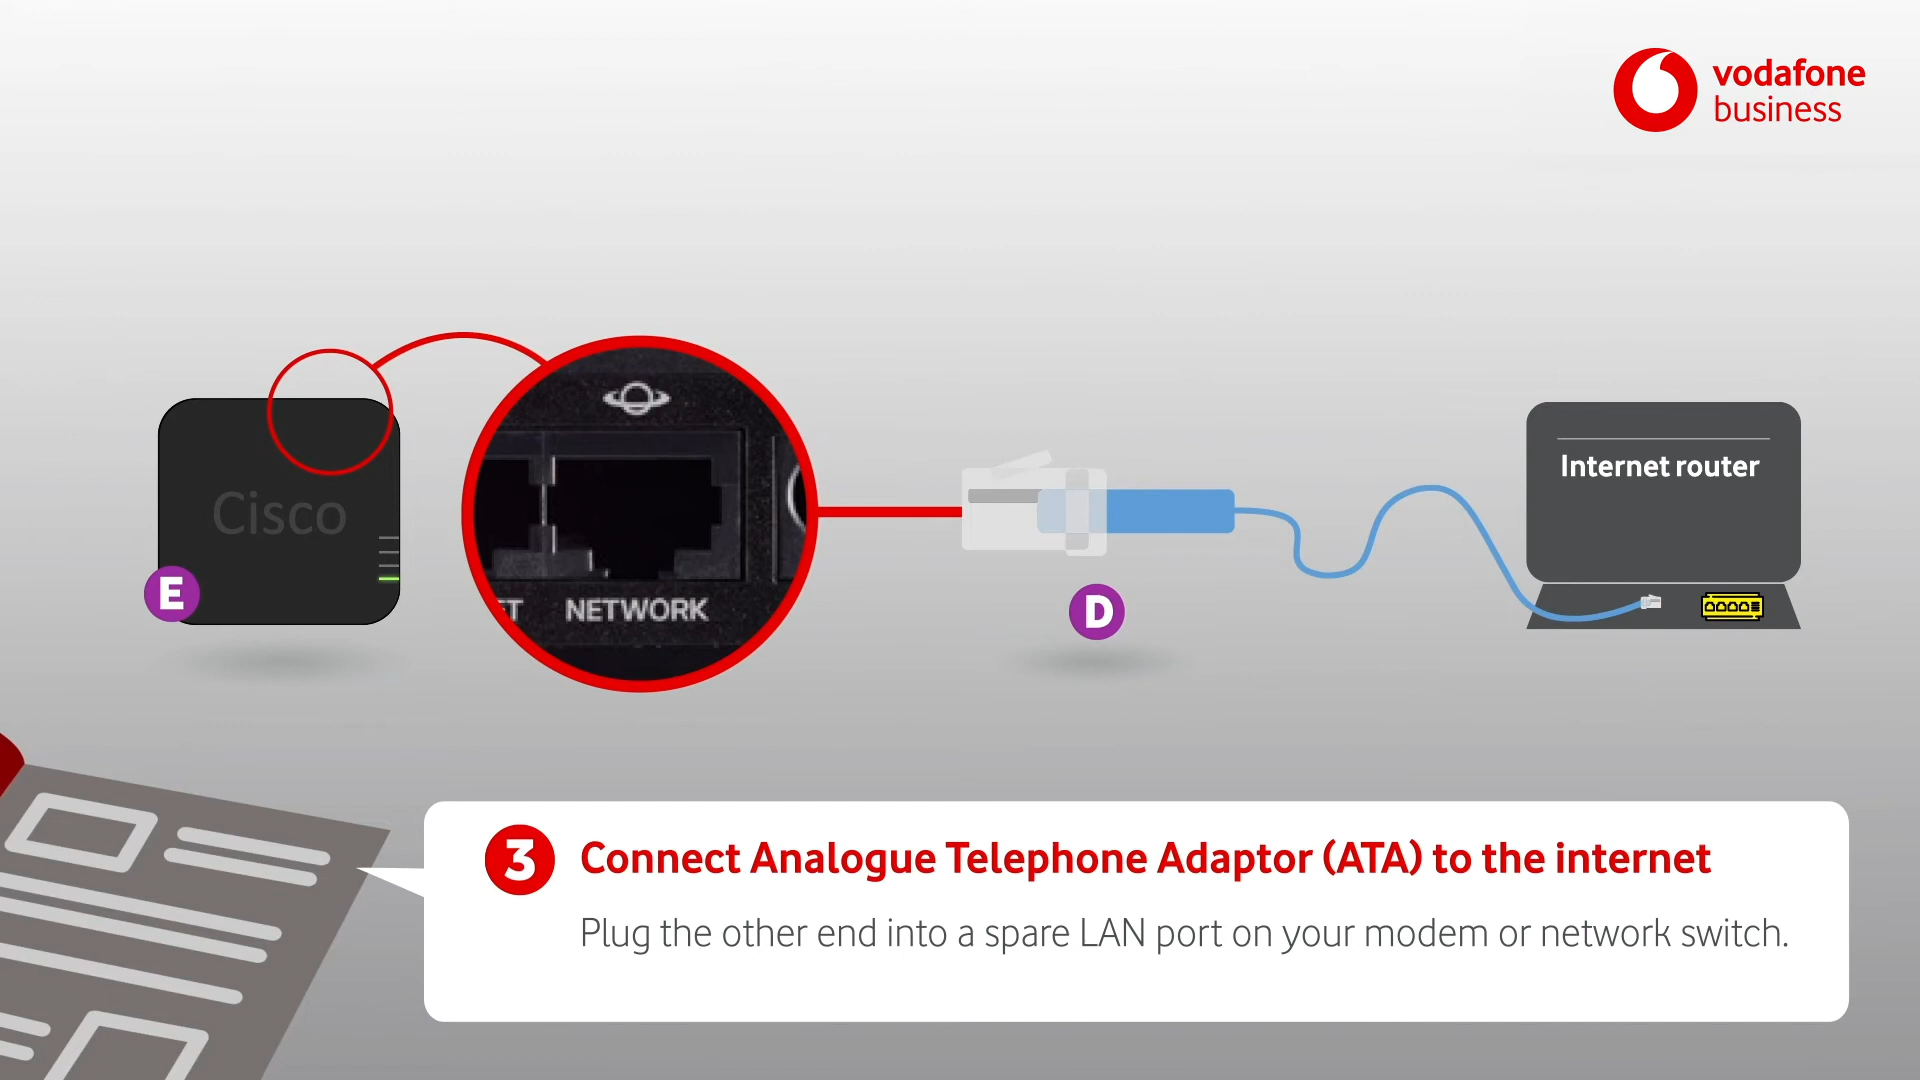 vodafone
business
Cisco
E
ET
NETWORK
D
Internet router
3
Connect Analogue Telephone Adaptor (ATA) to the internet
Plug the other end into a spare LAN port on your modem or network switch.